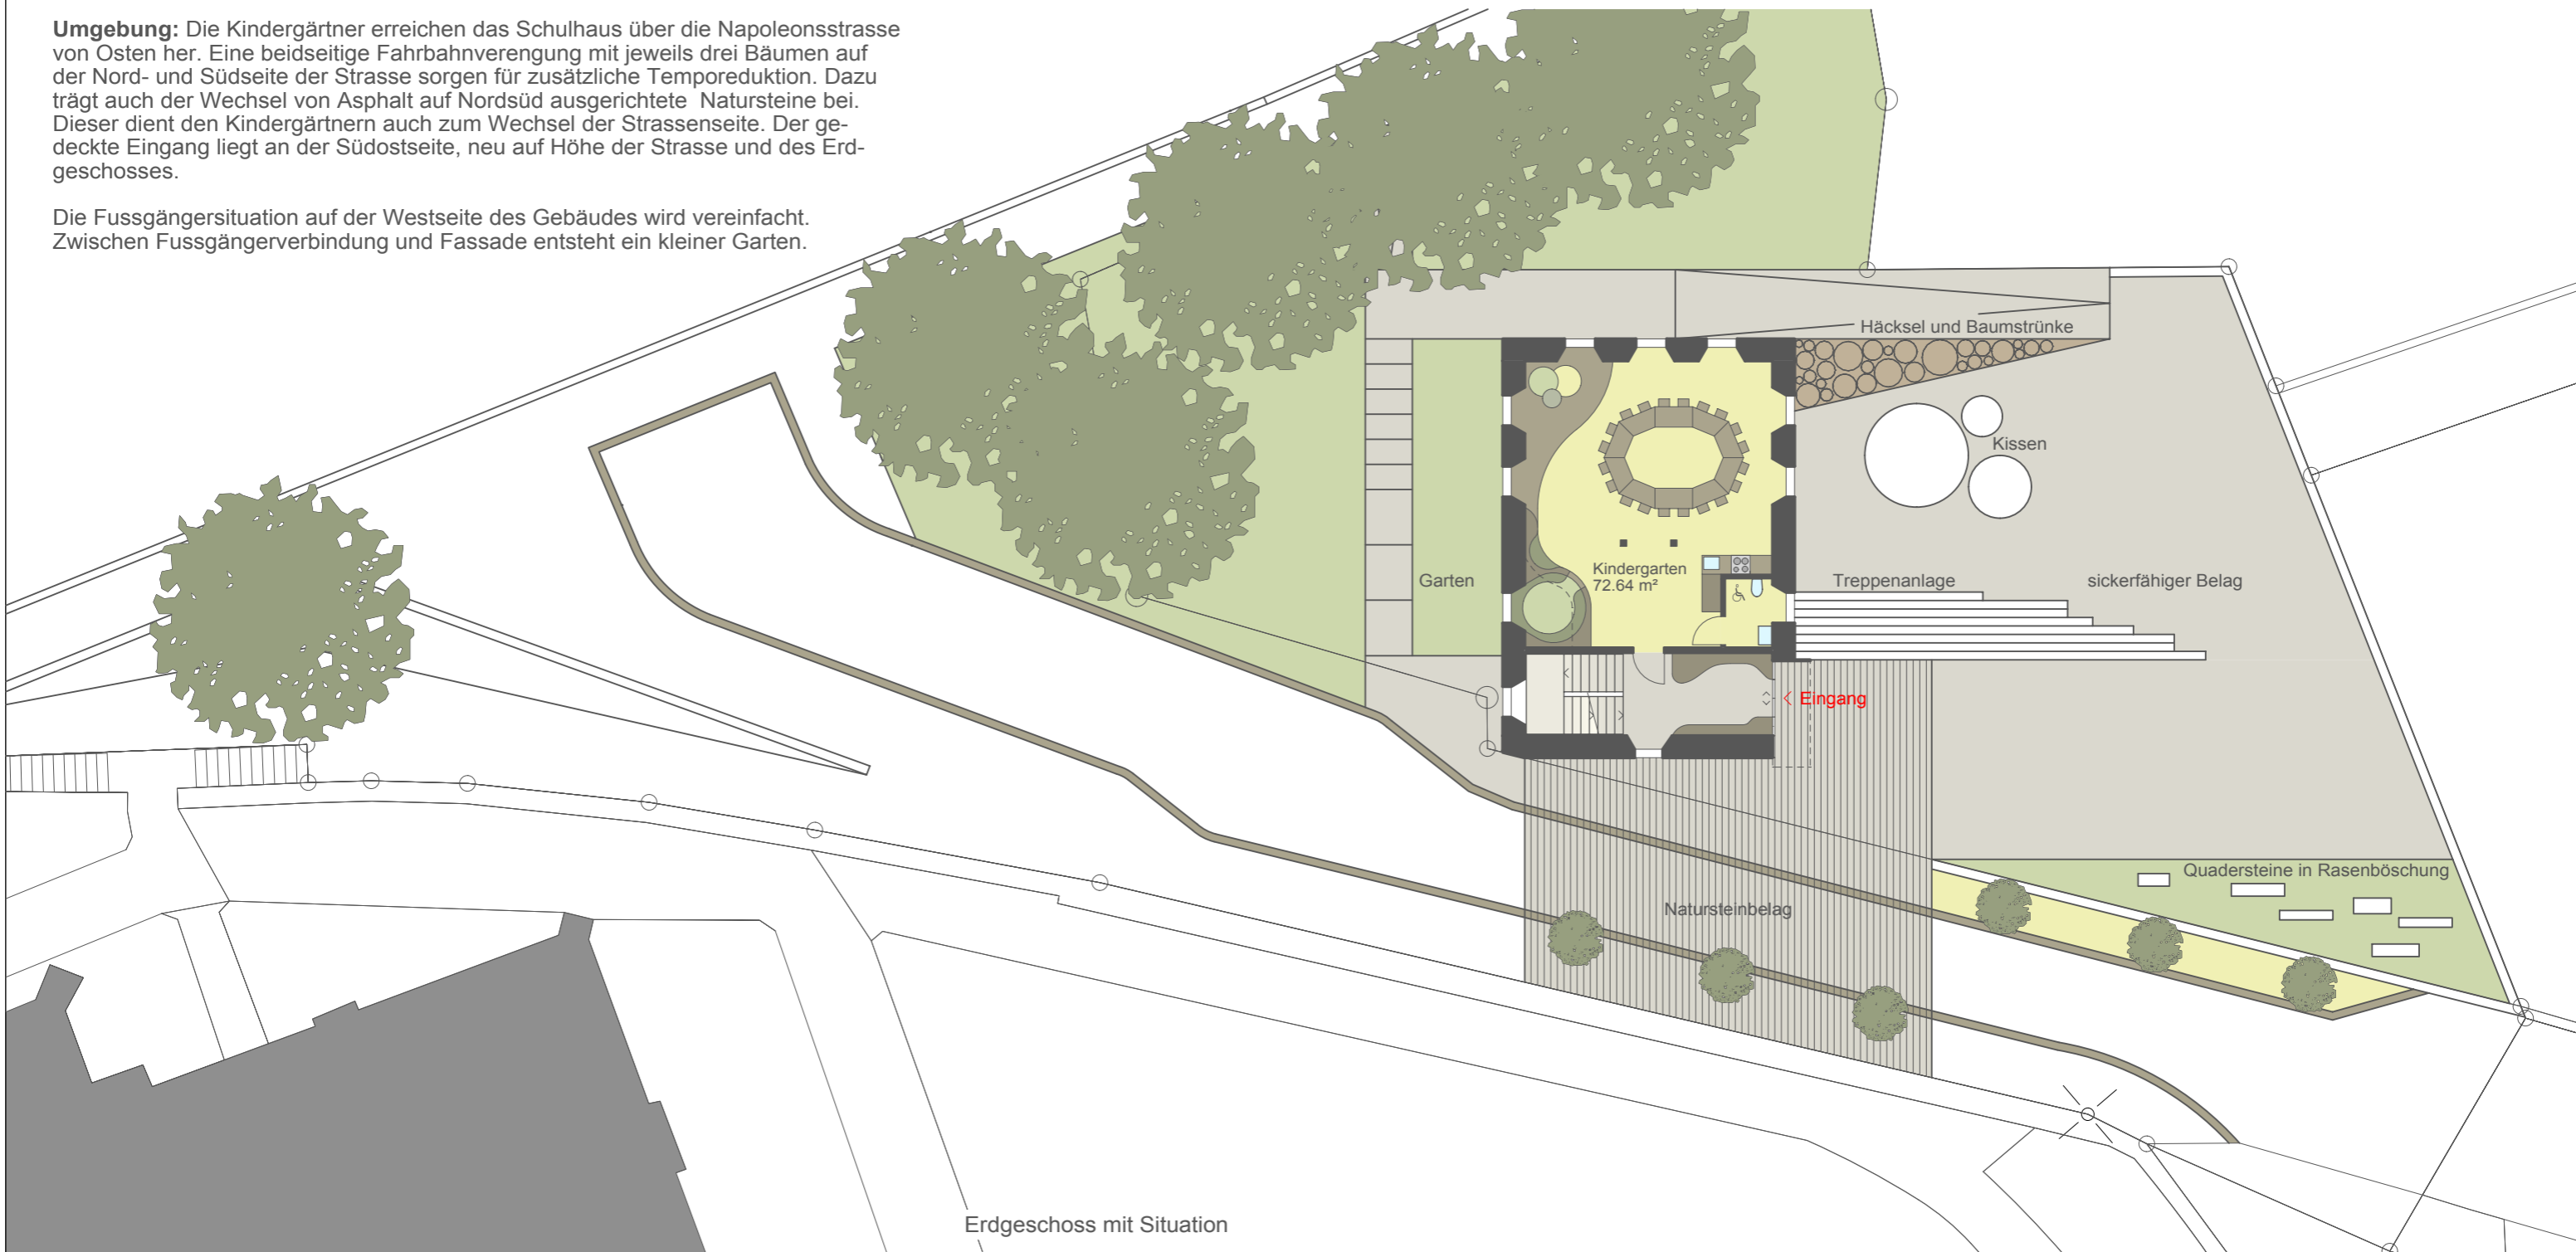 Umgebung: Die Kindergärtner erreichen das Schulhaus über die Napoleonsstrasse
von Osten her. Eine beidseitige Fahrbahnverengung mit jeweils drei Bäumen auf
der Nord- und Südseite der Strasse sorgen für zusätzliche Temporeduktion. Dazu
trägt auch der Wechsel von Asphalt auf Nordsüd ausgerichtete Natursteine bei.
Dieser dient den Kindergärtnern auch zum Wechsel der Strassenseite. Der ge-
deckte Eingang liegt an der Südostseite, neu auf Höhe der Strasse und des Erd-
geschosses.
Die Fussgängersituation auf der Westseite des Gebäudes wird vereinfacht.
Zwischen Fussgängerverbindung und Fassade entsteht ein kleiner Garten.
Häcksel und Baumstrünke
Kissen
Garten
Kindergarten
72.64 m²
Treppenanlage
sickerfähiger Belag
Eingang
Quadersteine in Rasenböschung
Natursteinbelag
Erdgeschoss mit Situation